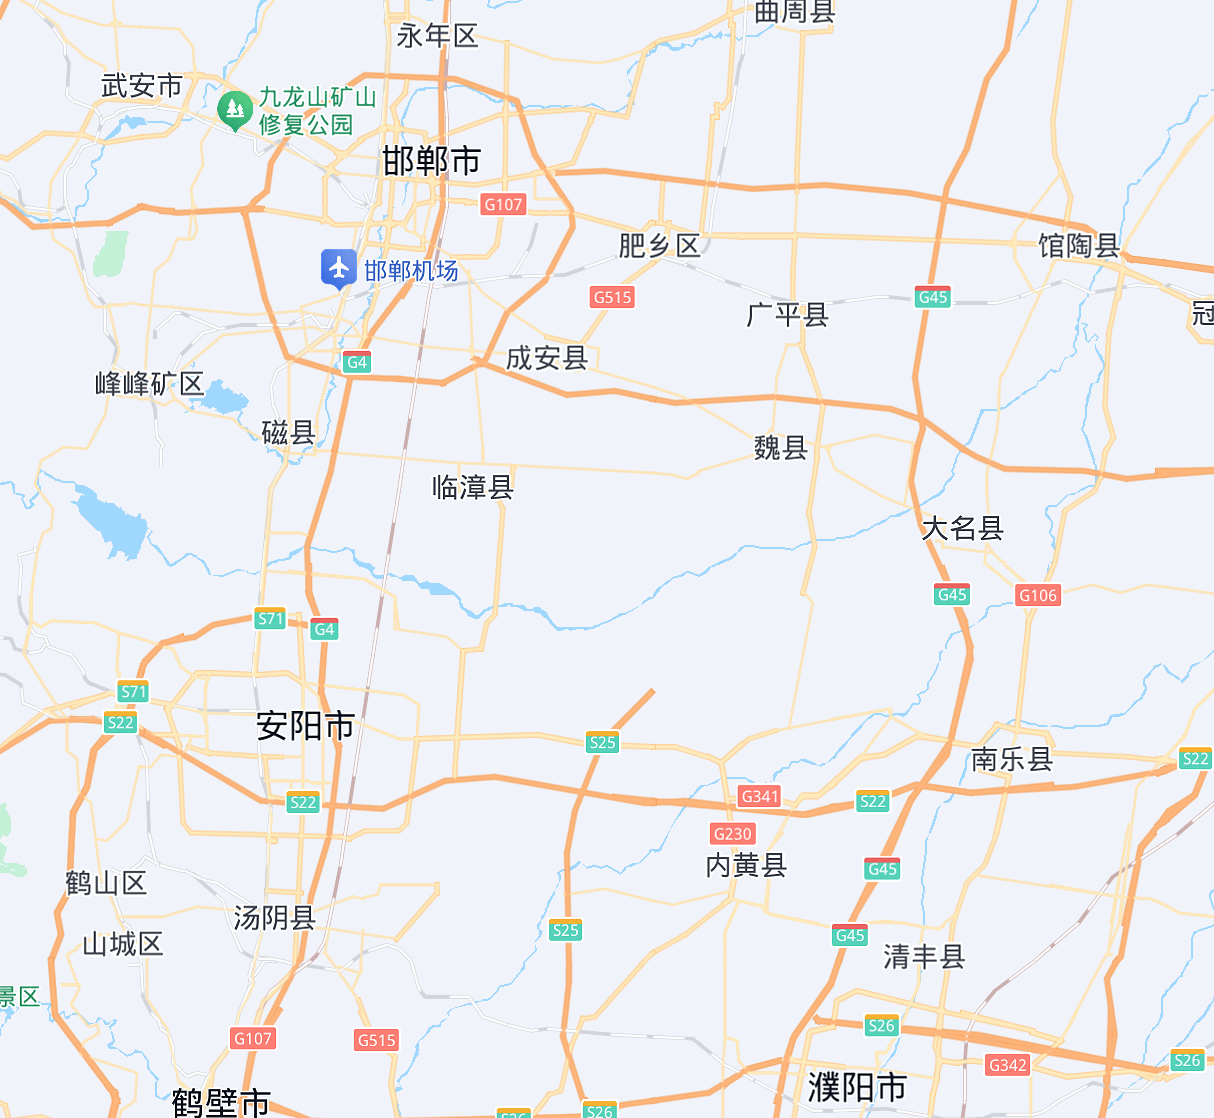 曲周县
永年区
武安市
九龙山矿山
修复公园
邯郸市
G107
肥乡区
馆陶县
邯郸机场
G515
G45
广平县
冠
G4
成安县
峰峰矿区
磁县
魏县
临漳县
大名县
G45
G106
S71
G4
S71
S22
安阳市
S25
南乐县
S22
G341
S22
S22
G230
内黄县
G45
鹤山区
汤阴县
S25
G45
山城区
清丰县
景区
S26
G107
G515
G342
S26
濮阳市
鹤壁市
S26
S26